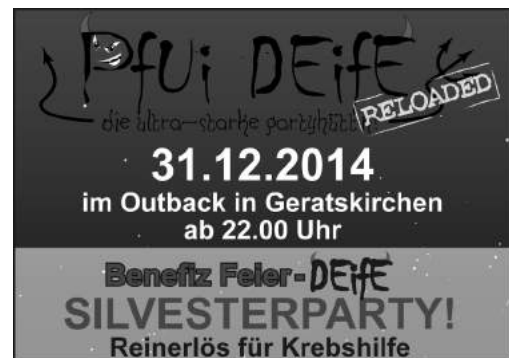 PfUi DEifE
RELOADED
die ultra-starke partyhütt'n
31.12.2014
im Outback in Geratskirchen
ab 22.00 Uhr
Benefiz Feier-DEifE
SILVESTERPARTY!
Reinerlös für Krebshilfe